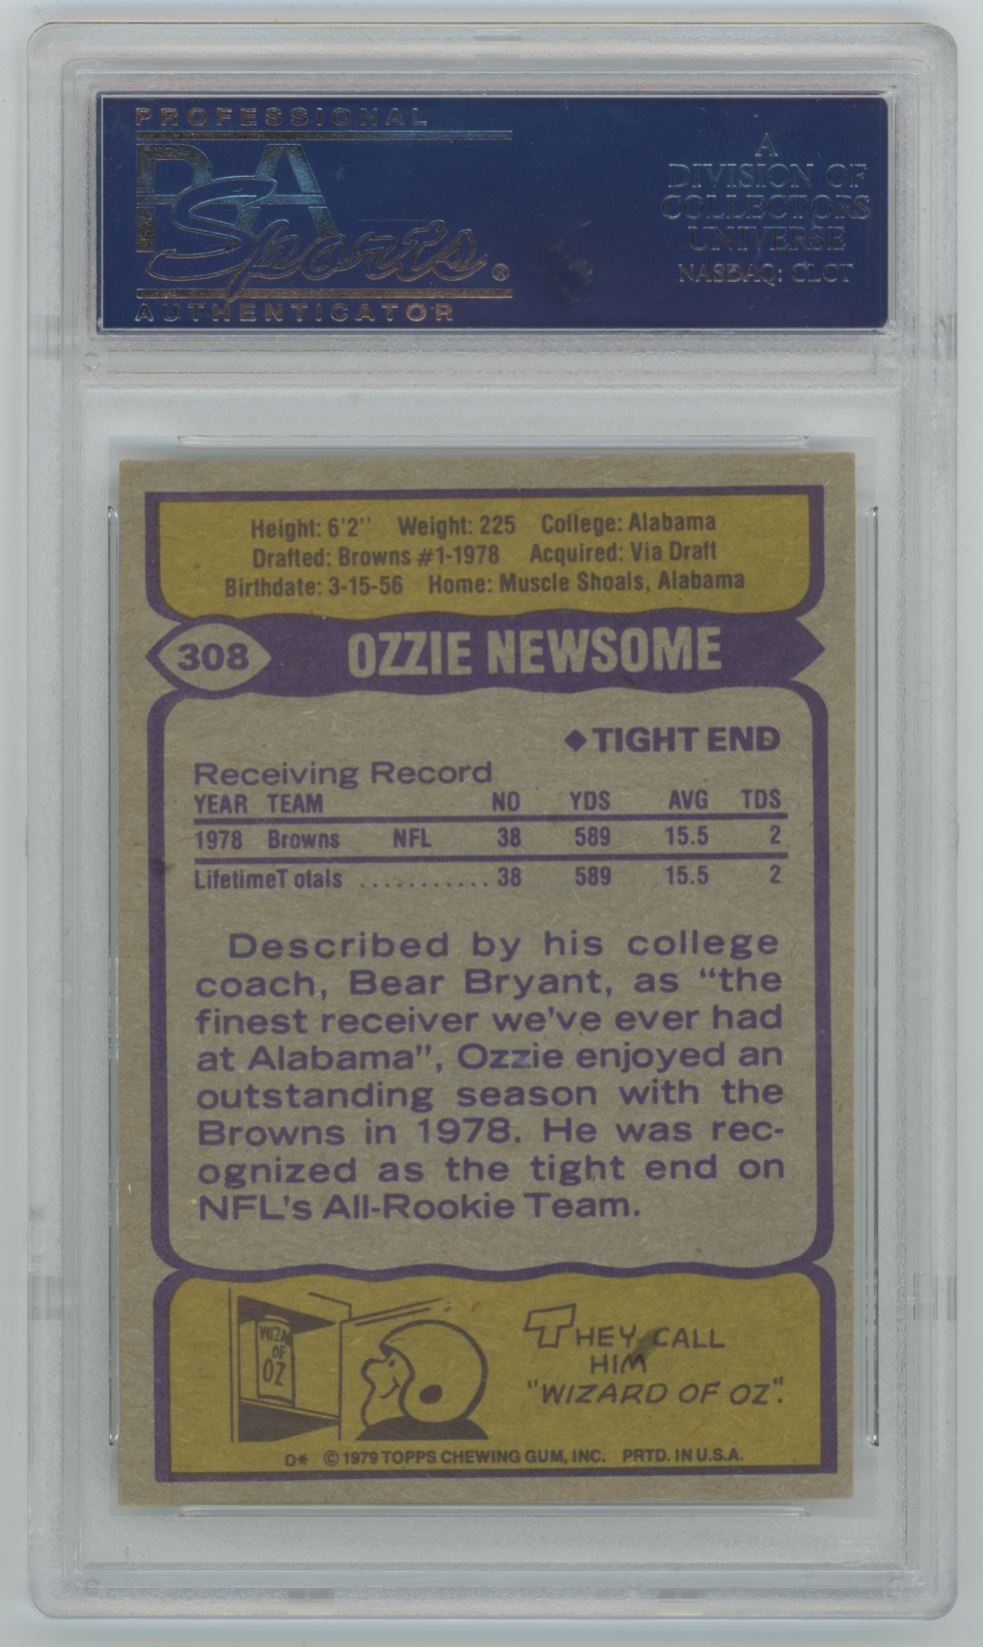 PROFESSIONAL
PSA
Sports®
AUTHENTICATOR
A
DIVISION OF
COLLECTORS
UNIVERSE
NASDAQ: CLCT
Height: 6'2'' Weight: 225 College: Alabama
Drafted: Browns #1-1978 Acquired: Via Draft
Birthdate: 3-15-56 Home: Muscle Shoals, Alabama
308 OZZIE NEWSOME
◆ TIGHT END
Receiving Record
YEAR TEAM NO YDS AVG TDS
1978 Browns NFL 38 589 15.5 2
LifetimeT otals ........... 38 589 15.5 2
Described by his college
coach, Bear Bryant, as “the
finest receiver we've ever had
at Alabama”, Ozzie enjoyed an
outstanding season with the
Browns in 1978. He was rec-
ognized as the tight end on
NFL's All-Rookie Team.
WIZA
OF
OZ
THEY CALL
HIM
"WIZARD OF OZ".
D* © 1979 TOPPS CHEWING GUM, INC. PRTD. IN U.S.A.